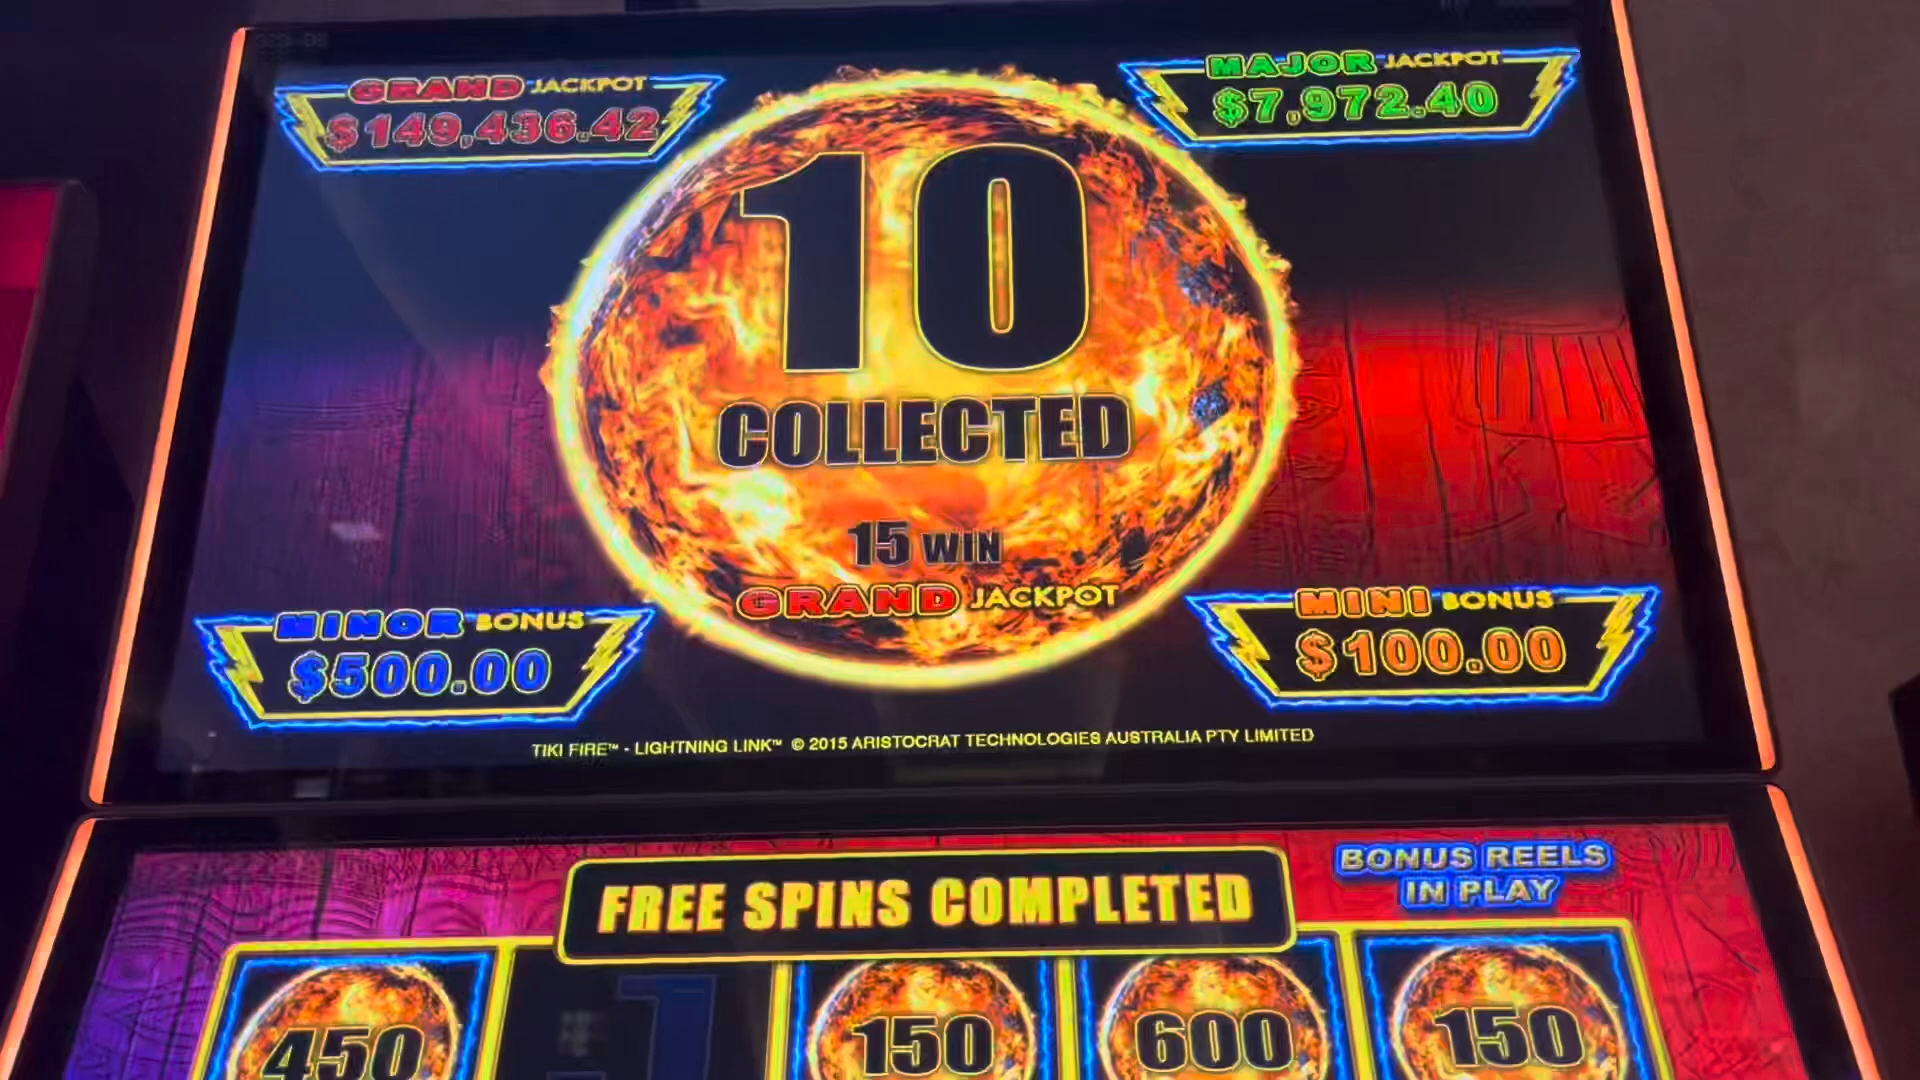 GRAND JACKPOT
$149,436.42
MAJOR JACKPOT
$7,972.40
10
COLLECTED
15 WIN
GRAND JACKPOT
MINOR BONUS
$500.00
MINI BONUS
$100.00
TIKI FIRE™ - LIGHTNING LINK™ © 2015 ARISTOCRAT TECHNOLOGIES AUSTRALIA PTY LIMITED
FREE SPINS COMPLETED
BONUS REELS
IN PLAY
450
150
600
150